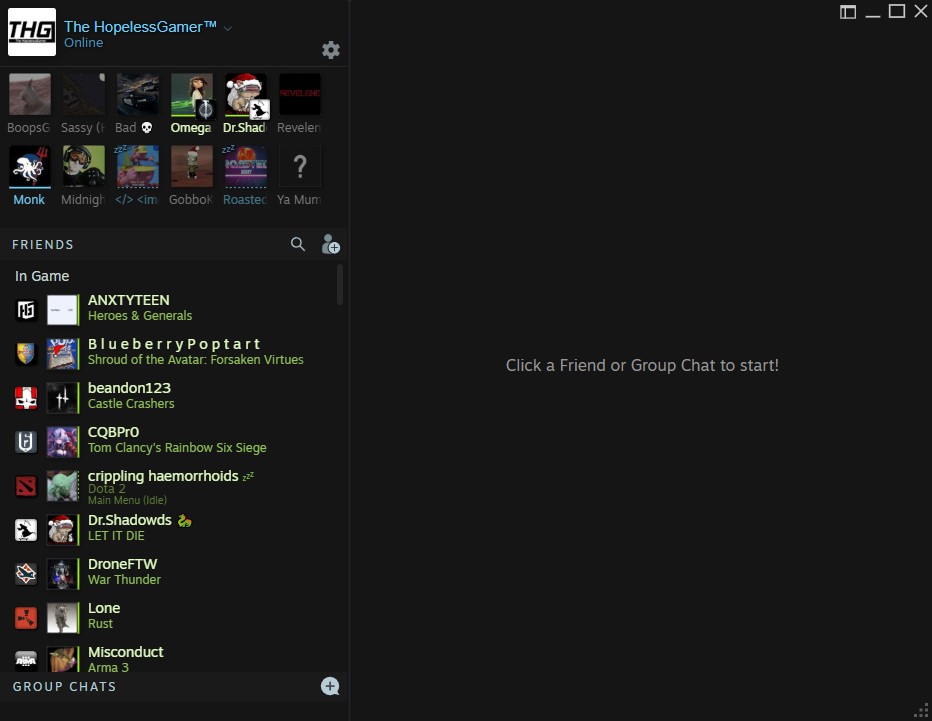 THG
The HopelessGamer™
Online
BoopsG
Sassy (H
Bad 💀
Omega
Dr.Shad
Revelen
Monk
Midnigh
</> <im
GobboK
Roasted
Ya Mum
FRIENDS
In Game
ANXTYTEEN
Heroes & Generals
B l u e b e r r y P o p t a r t
Shroud of the Avatar: Forsaken Virtues
beandon123
Castle Crashers
CQBPr0
Tom Clancy's Rainbow Six Siege
crippling haemorrhoids zzz
Dota 2
Main Menu (Idle)
Dr.Shadowds 🐉
LET IT DIE
DroneFTW
War Thunder
Lone
Rust
Misconduct
Arma 3
GROUP CHATS
Click a Friend or Group Chat to start!